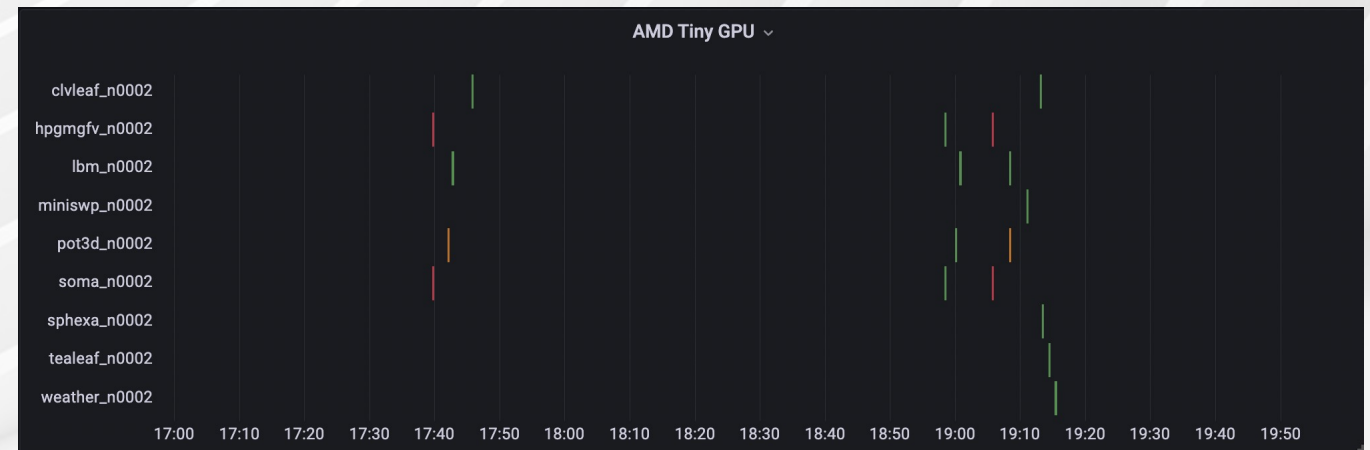 AMD Tiny GPU
clvleaf_n0002
hpgmgfv_n0002
lbm_n0002
miniswp_n0002
pot3d_n0002
soma_n0002
sphexa_n0002
tealeaf_n0002
weather_n0002
17:00 17:10 17:20 17:30 17:40 17:50 18:00 18:10 18:20 18:30 18:40 18:50 19:00 19:10 19:20 19:30 19:40 19:50